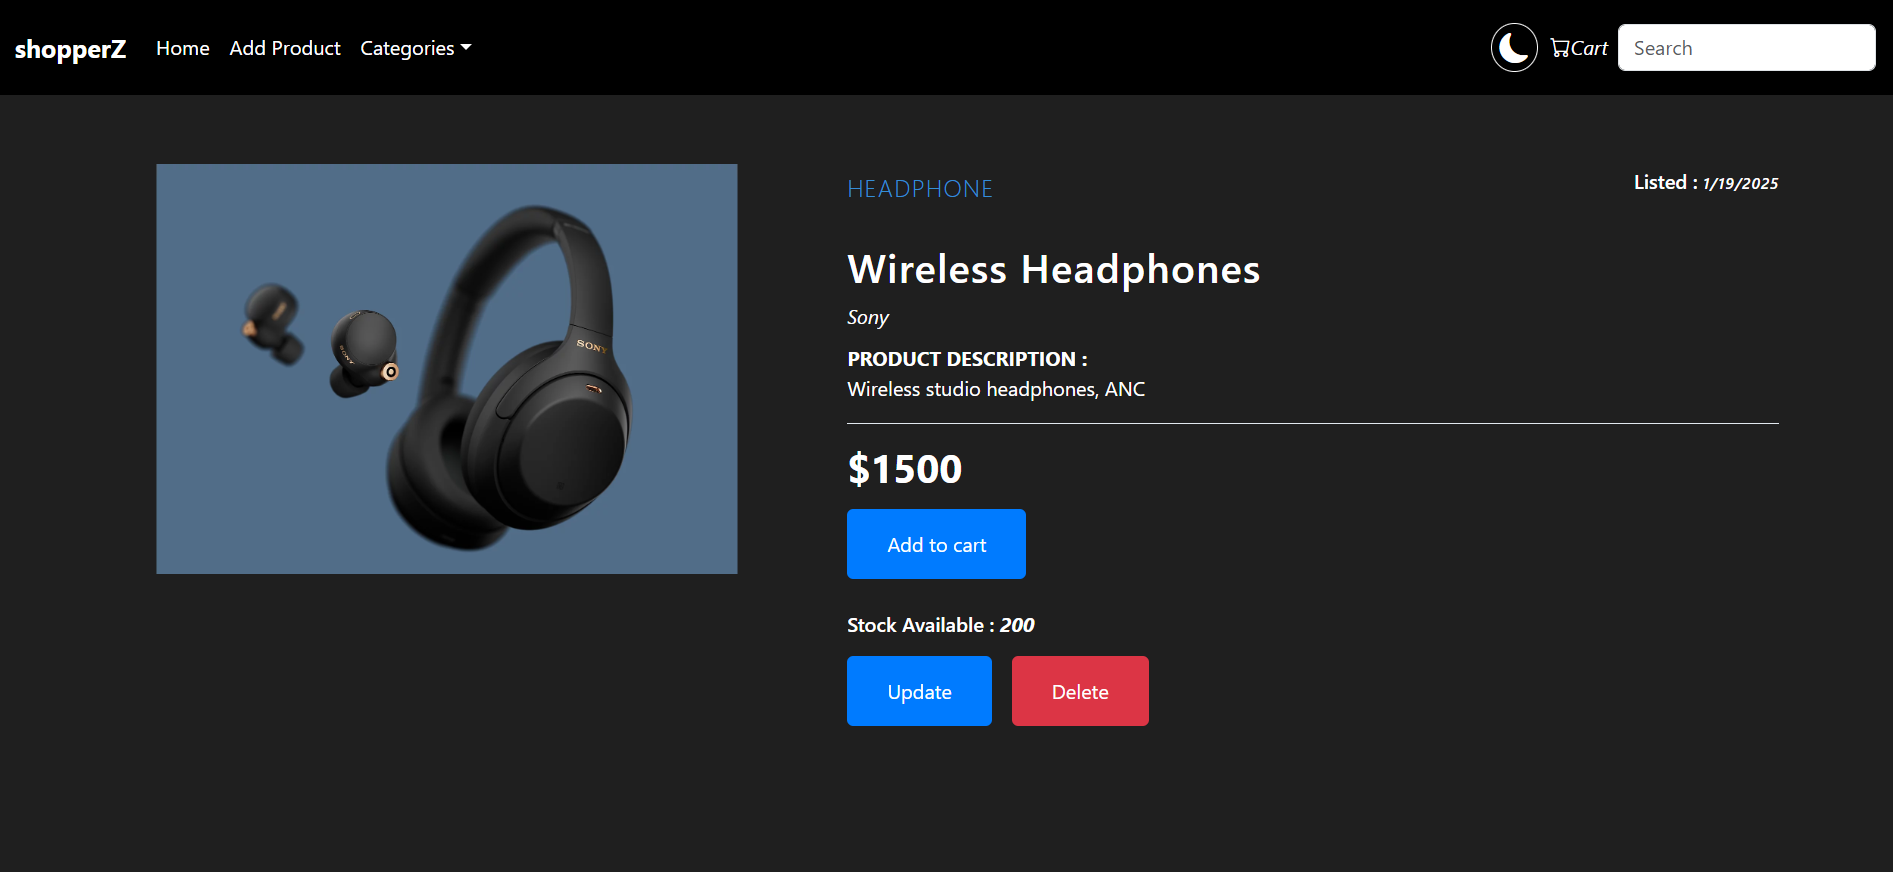 shopperZ Home Add Product Categories Cart Search
HEADPHONE
Listed : 1/19/2025
Wireless Headphones
Sony
PRODUCT DESCRIPTION :
Wireless studio headphones, ANC
$1500
Add to cart
Stock Available : 200
Update Delete
SONY
SONY